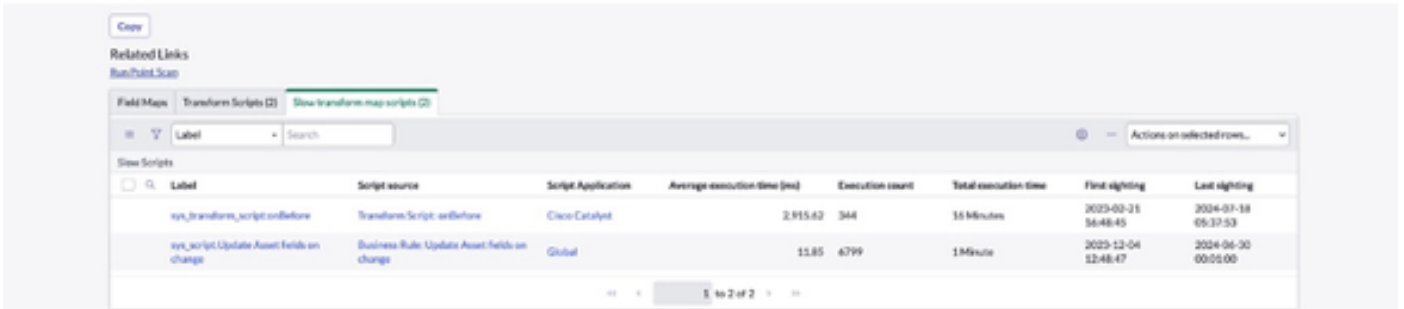 Copy
Related Links
Run Point Scan
Field Maps Transform Scripts (2) Slow transform map scripts (2)
Label Search Actions on selected rows...
Slow Scripts
Label Script source Script Application Average execution time (ms) Execution count Total execution time First sighting Last sighting
sys_transform_script:onBefore Transform Script: onBefore Cisco Catalyst 2,915.62 344 16 Minutes 2023-02-21 2024-07-18
16:48:45 05:37:53
sys_script.Update Asset fields on Business Rule: Update Asset fields on Global 11.85 6799 1 Minute 2023-12-04 2024-06-30
change change 12:48:47 00:01:00
1 to 2 of 2